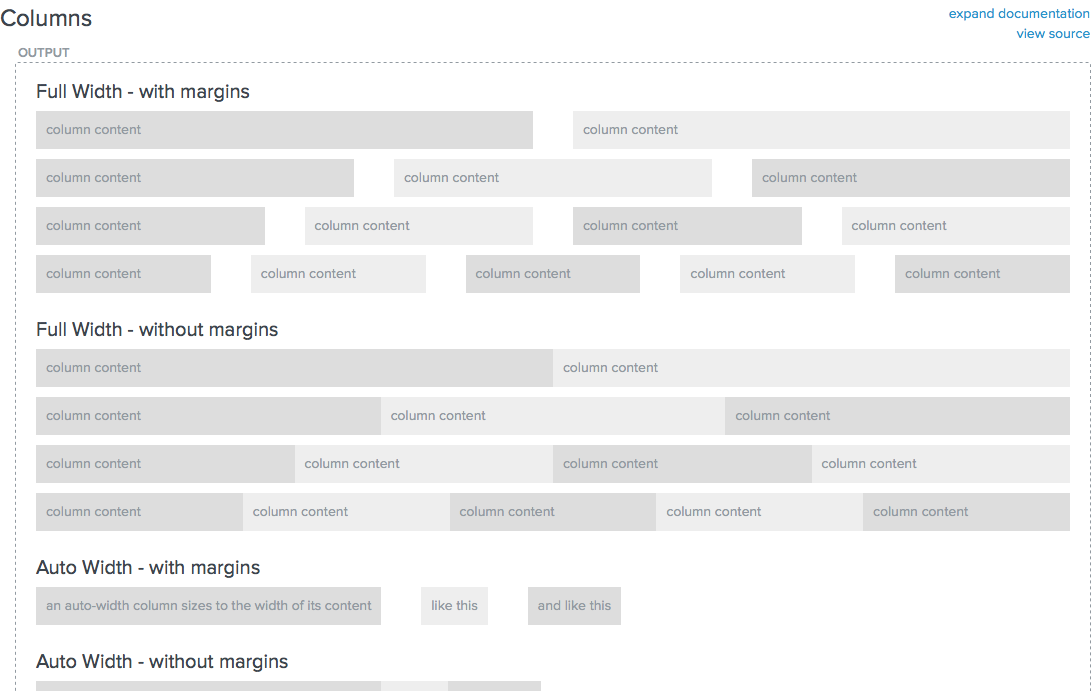 Columns
expand documentation
view source
OUTPUT
Full Width - with margins
column content column content
column content column content column content
column content column content column content column content
column content column content column content column content column content
Full Width - without margins
column content column content
column content column content column content
column content column content column content column content
column content column content column content column content column content
Auto Width - with margins
an auto-width column sizes to the width of its content like this and like this
Auto Width - without margins